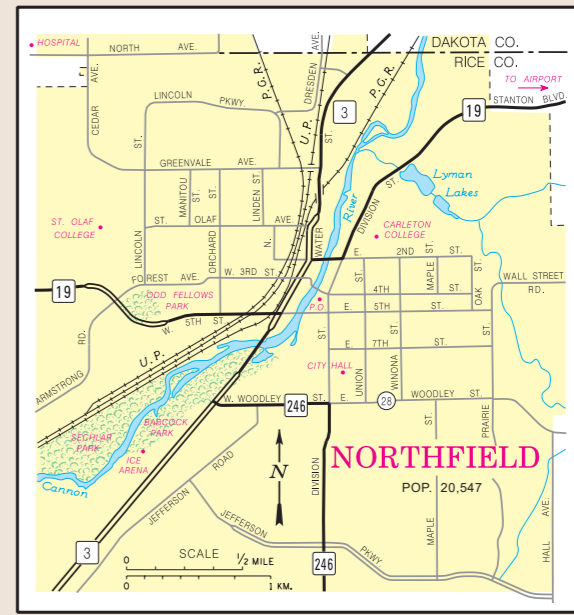 HOSPITAL
NORTH AVE.
DAKOTA CO.
RICE CO.
TO AIRPORT
STANTON BLVD.
CEDAR AVE.
P.G.R.
DRESDEN AVE.
P.G.R.
LINCOLN PKWY.
U.P.
ST.
3
19
ST.
GREENVALE AVE.
Lyman
Lakes
MANITOU ST.
ST.
LINDEN ST.
River
DIVISION ST.
ST. OLAF
COLLEGE
ST. OLAF AVE.
CARLETON
COLLEGE
LINCOLN
ORCHARD
N.
WATER
E. 2ND ST.
MAPLE ST.
ST.
FOREST AVE.
W. 3RD ST.
WALL STREET
RD.
19
ODD FELLOWS
PARK
4TH ST.
OAK
P.O.
E. 5TH ST.
W. 5TH ST.
U.P.
ST.
ST.
ST.
E. 7TH ST.
ARMSTRONG RD.
CITY HALL
UNION
WINONA
W. WOODLEY ST.
246
E. WOODLEY ST.
28
BABCOCK
PARK
SECHLAR
PARK
ICE
ARENA
ST.
PRAIRIE
N
DIVISION
NORTHFIELD
POP. 20,547
Cannon
JEFFERSON ROAD
JEFFERSON PKWY
MAPLE
HALL AVE.
3
SCALE
0 1/2 MILE
0 1 KM.
246